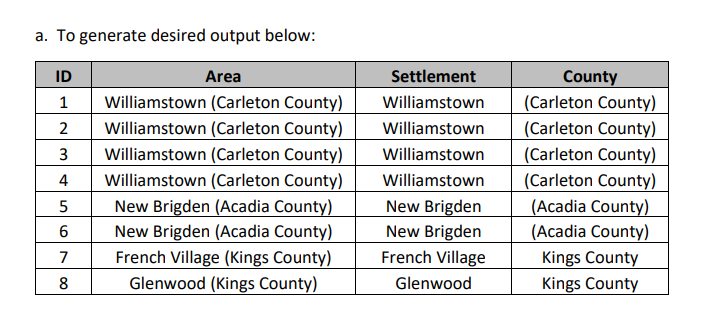 a. To generate desired output below:
ID Area Settlement County
1 Williamstown (Carleton County) Williamstown (Carleton County)
2 Williamstown (Carleton County) Williamstown (Carleton County)
3 Williamstown (Carleton County) Williamstown (Carleton County)
4 Williamstown (Carleton County) Williamstown (Carleton County)
5 New Brigden (Acadia County) New Brigden (Acadia County)
6 New Brigden (Acadia County) New Brigden (Acadia County)
7 French Village (Kings County) French Village Kings County
8 Glenwood (Kings County) Glenwood Kings County